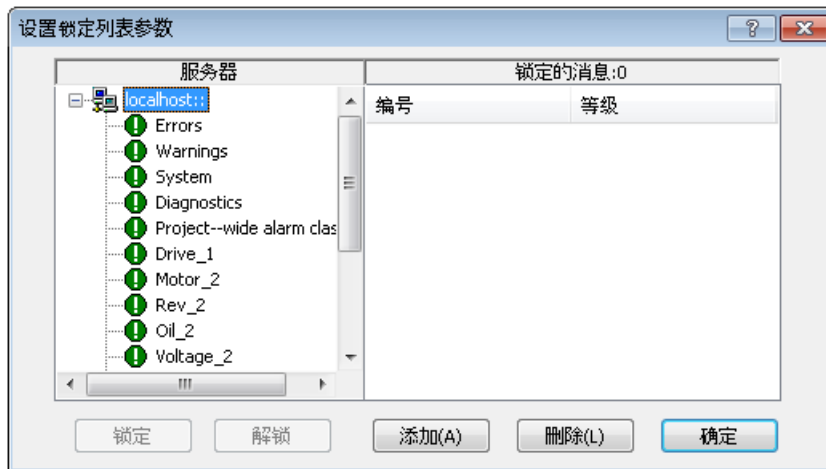 设置锁定列表参数
服务器 锁定的消息:0
localhost::
编号 等级
Errors
Warnings
System
Diagnostics
Project--wide alarm clas
Drive_1
Motor_2
Rev_2
Oil_2
Voltage_2
锁定 解锁 添加(A) 删除(L) 确定